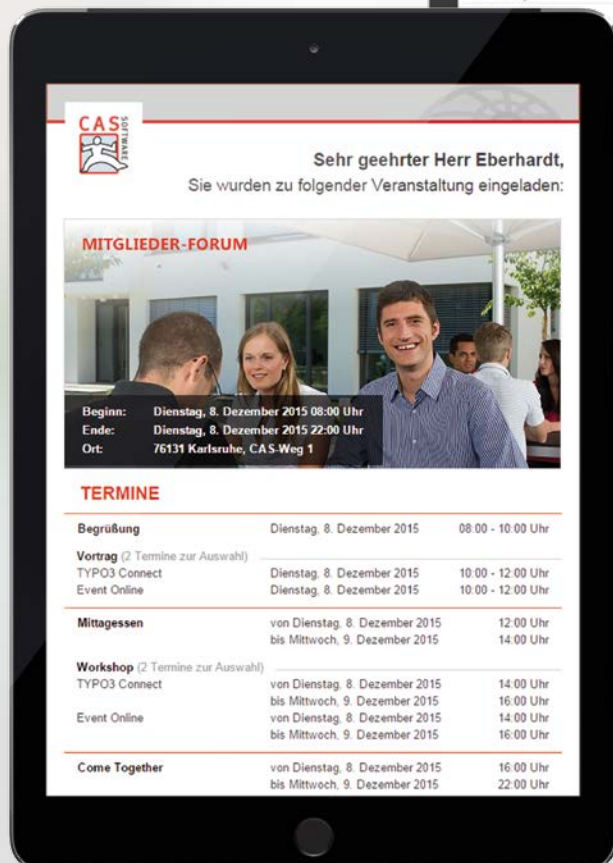 CAS
SOFTWARE
Sehr geehrter Herr Eberhardt,
Sie wurden zu folgender Veranstaltung eingeladen:
MITGLIEDER-FORUM
Beginn: Dienstag, 8. Dezember 2015 08:00 Uhr
Ende: Dienstag, 8. Dezember 2015 22:00 Uhr
Ort: 76131 Karlsruhe, CAS-Weg 1
TERMINE
Begrüßung Dienstag, 8. Dezember 2015 08:00 - 10:00 Uhr
Vortrag (2 Termine zur Auswahl)
TYPO3 Connect Dienstag, 8. Dezember 2015 10:00 - 12:00 Uhr
Event Online Dienstag, 8. Dezember 2015 10:00 - 12:00 Uhr
Mittagessen von Dienstag, 8. Dezember 2015 12:00 Uhr
bis Mittwoch, 9. Dezember 2015 14:00 Uhr
Workshop (2 Termine zur Auswahl)
TYPO3 Connect von Dienstag, 8. Dezember 2015 14:00 Uhr
bis Mittwoch, 9. Dezember 2015 16:00 Uhr
Event Online von Dienstag, 8. Dezember 2015 14:00 Uhr
bis Mittwoch, 9. Dezember 2015 16:00 Uhr
Come Together von Dienstag, 8. Dezember 2015 16:00 Uhr
bis Mittwoch, 9. Dezember 2015 22:00 Uhr